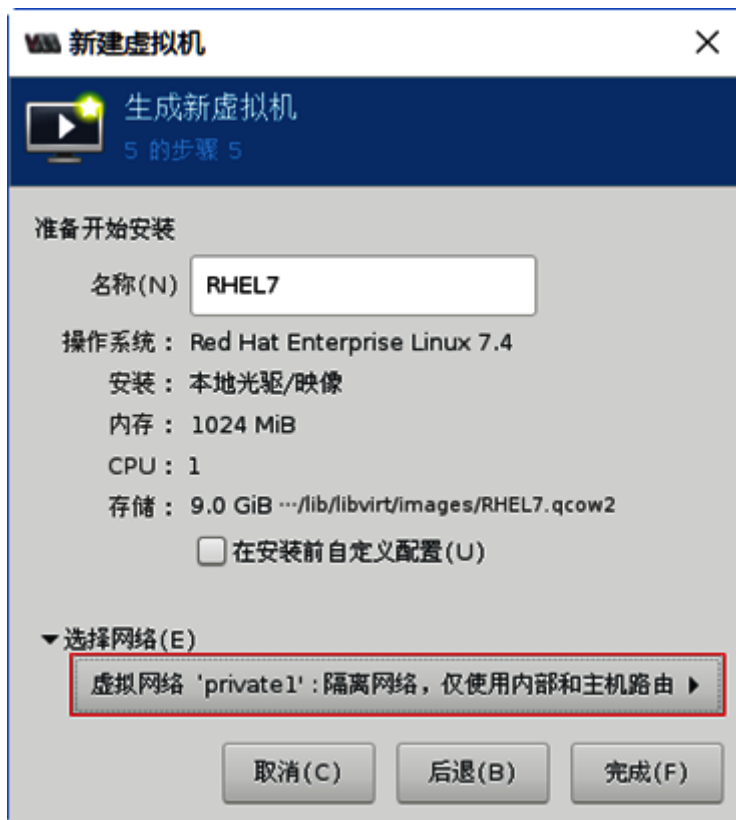 新建虚拟机
生成新虚拟机
5 的步骤 5
准备开始安装
名称(N) RHEL7
操作系统： Red Hat Enterprise Linux 7.4
安装： 本地光驱/映像
内存： 1024 MiB
CPU： 1
存储： 9.0 GiB ···/lib/libvirt/images/RHEL7.qcow2
在安装前自定义配置(U)
选择网络(E)
虚拟网络 'private1' : 隔离网络，仅使用内部和主机路由
取消(C) 后退(B) 完成(F)